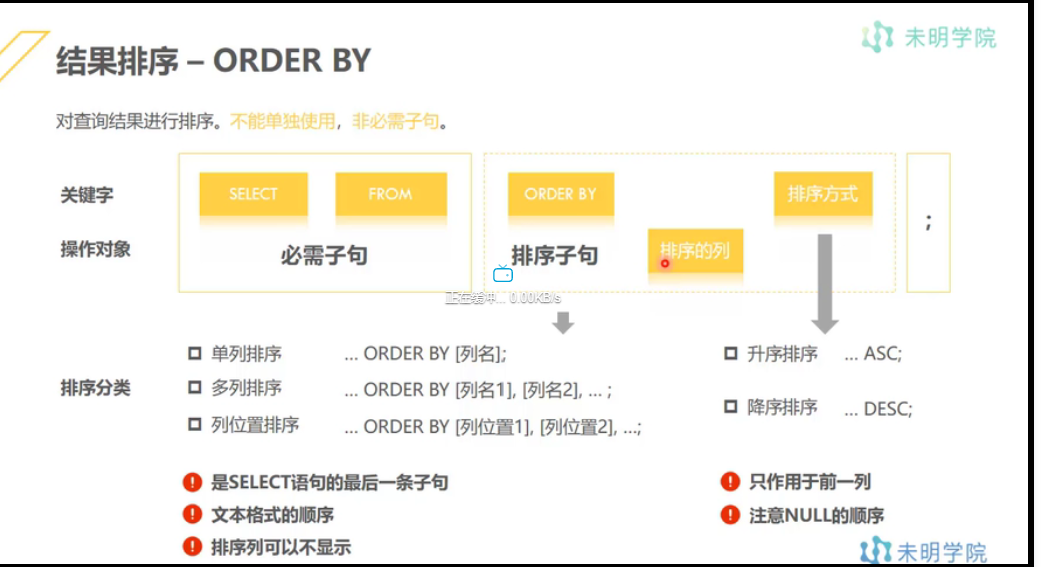 未明学院
结果排序 – ORDER BY
对查询结果进行排序。不能单独使用，非必需子句。
关键字
SELECT
FROM
ORDER BY
排序方式
操作对象
必需子句
排序子句
排序的列
;
正在缓冲... 0.00KB/s
排序分类
单列排序 ... ORDER BY [列名];
多列排序 ... ORDER BY [列名1], [列名2], ... ;
列位置排序 ... ORDER BY [列位置1], [列位置2], ...;
升序排序 ... ASC;
降序排序 ... DESC;
是SELECT语句的最后一条子句
文本格式的顺序
排序列可以不显示
只作用于前一列
注意NULL的顺序
未明学院